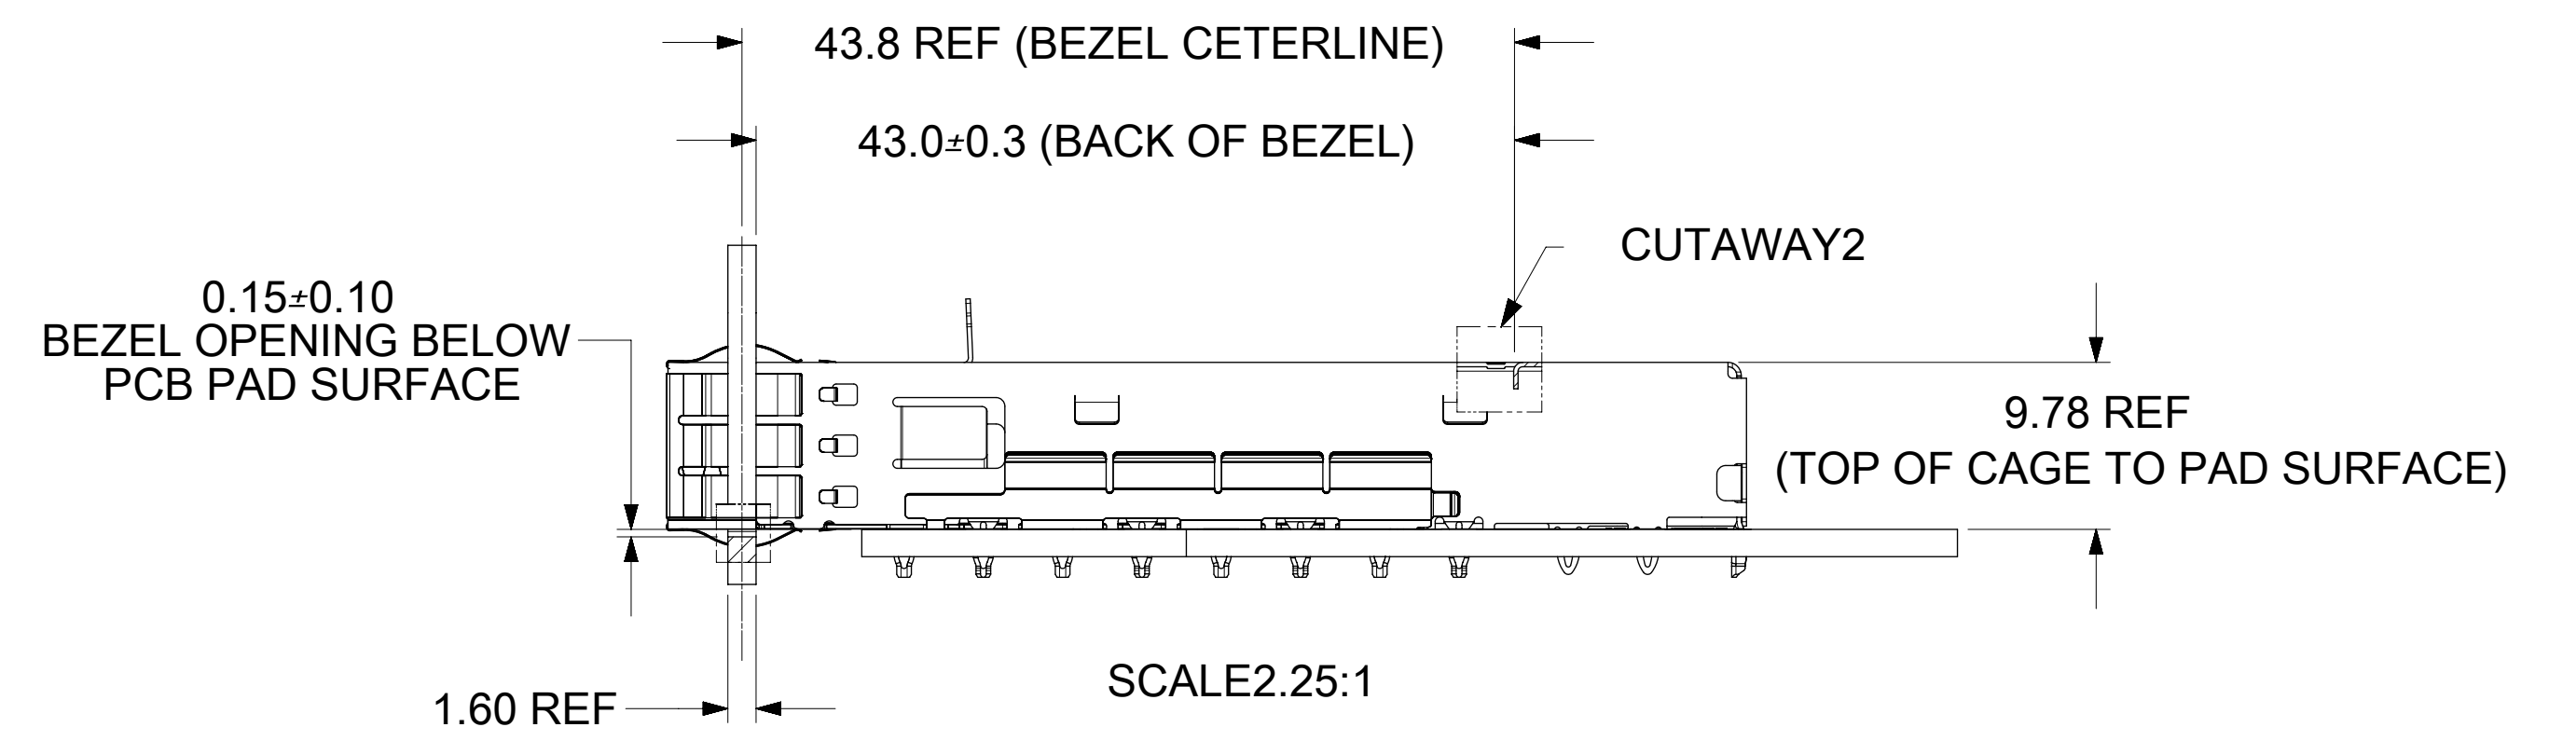 43.8 REF (BEZEL CETERLINE)
43.0±0.3 (BACK OF BEZEL)
CUTAWAY2
0.15±0.10
BEZEL OPENING BELOW
PCB PAD SURFACE
9.78 REF
(TOP OF CAGE TO PAD SURFACE)
SCALE2.25:1
1.60 REF